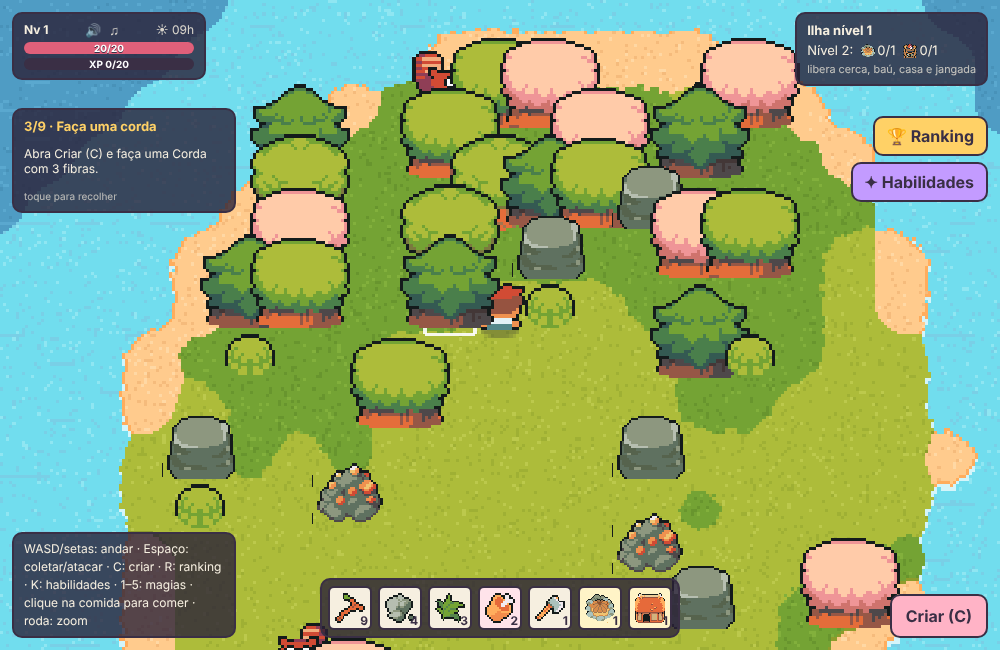 Nv 1 09h
20/20
XP 0/20
Ilha nível 1
Nível 2: 0/1 0/1
libera cerca, baú, casa e jangada
3/9 · Faça uma corda
Abra Criar (C) e faça uma Corda
com 3 fibras.
toque para recolher
Ranking
Habilidades
WASD/setas: andar · Espaço:
coletar/atacar · C: criar · R: ranking
· K: habilidades · 1–5: magias ·
clique na comida para comer ·
roda: zoom
9 4 3 2 1 1 1
Criar (C)